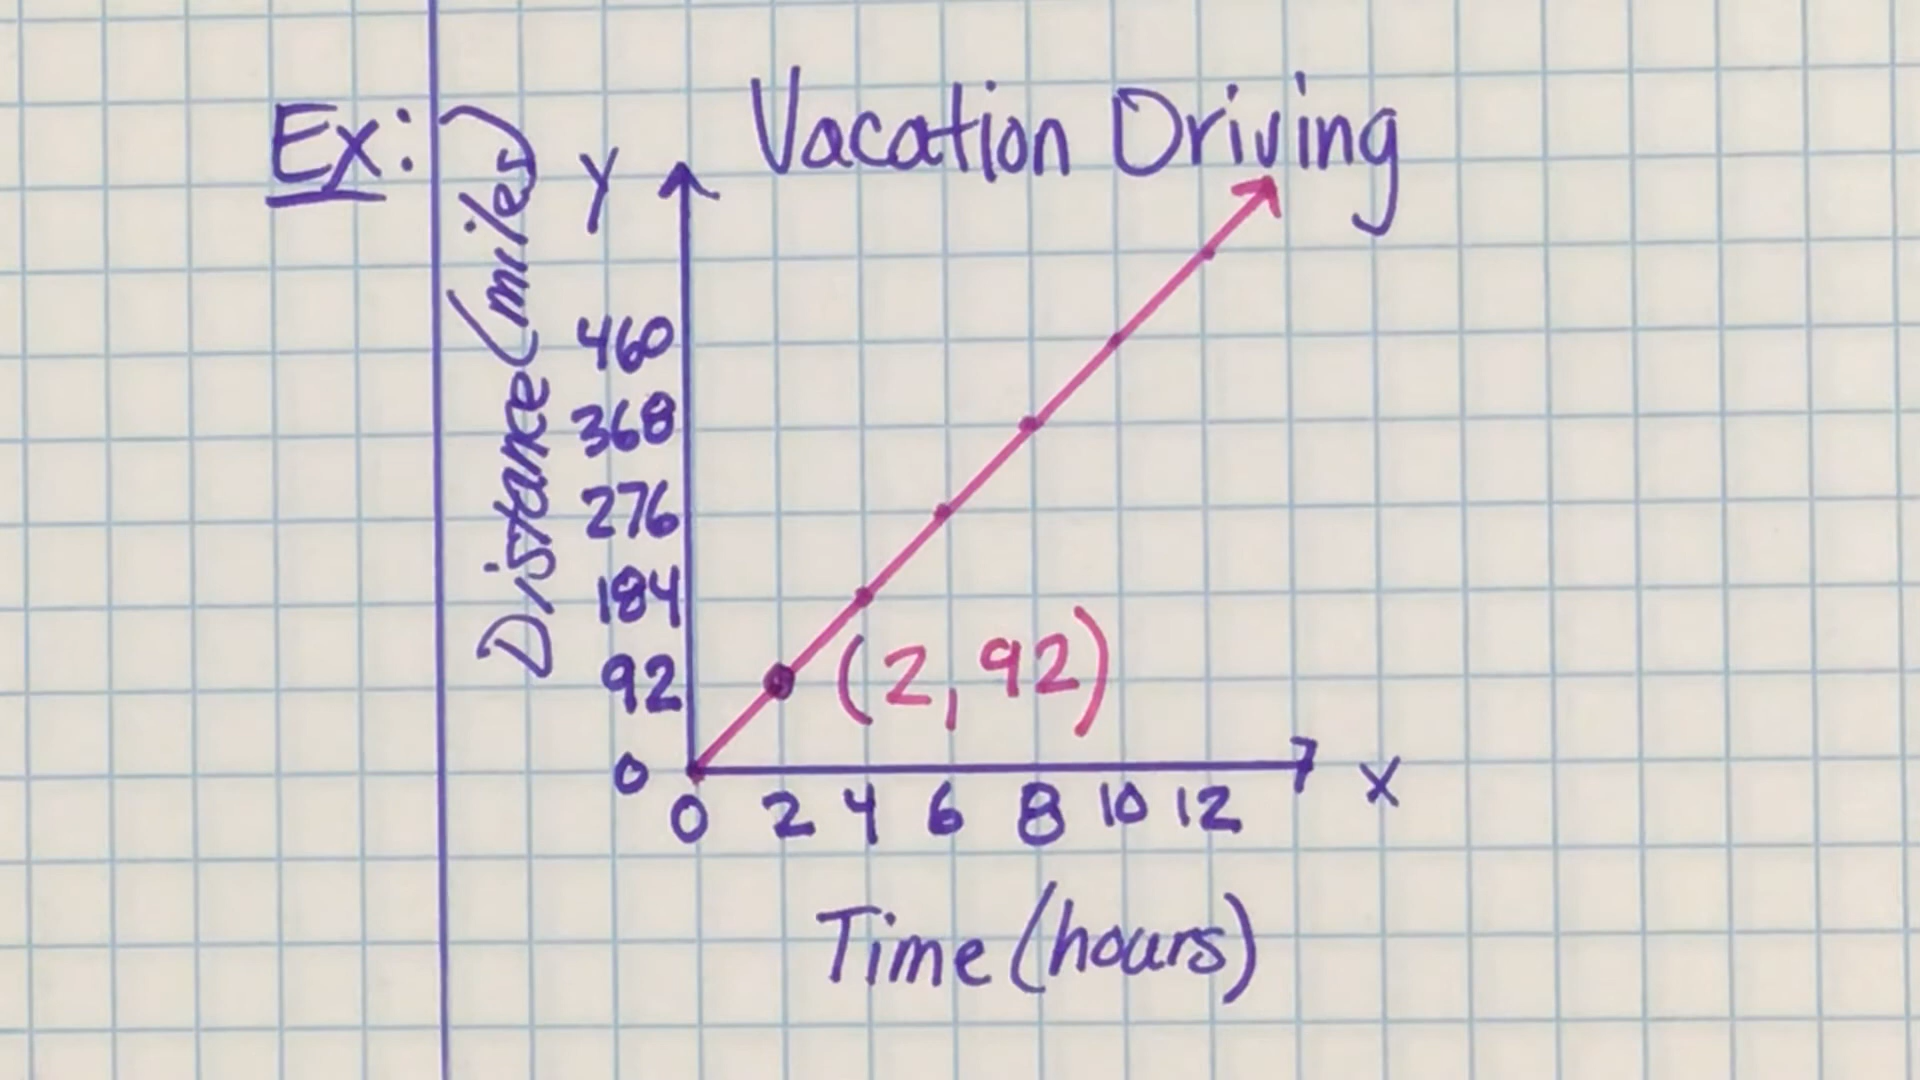 Ex:
Vacation Driving
Y
Distance (miles)
460
368
276
184
92
0
(2, 92)
0 2 4 6 8 10 12
X
Time (hours)